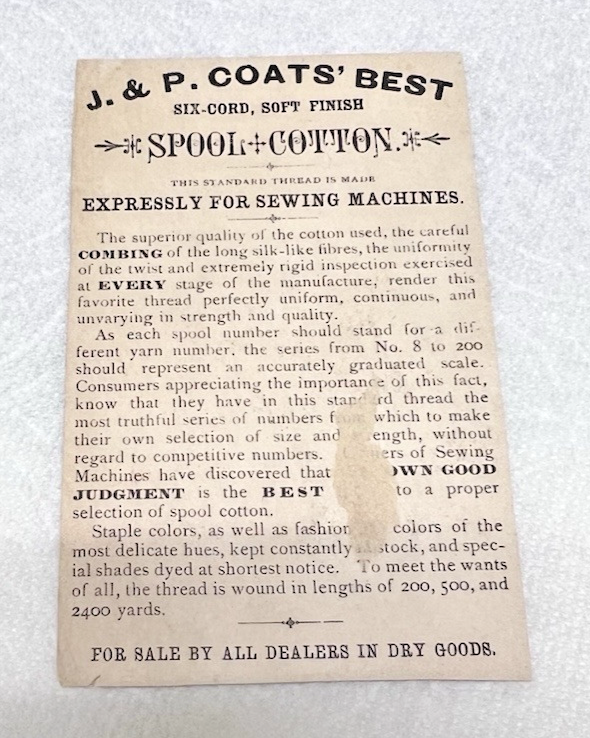 J. & P. COATS' BEST
SIX-CORD, SOFT FINISH
SPOOL COTTON.
THIS STANDARD THREAD IS MADE
EXPRESSLY FOR SEWING MACHINES.
The superior quality of the cotton used, the careful
COMBING of the long silk-like fibres, the uniformity
of the twist and extremely rigid inspection exercised
at EVERY stage of the manufacture, render this
favorite thread perfectly uniform, continuous, and
unvarying in strength and quality.
As each spool number should stand for a dif-
ferent yarn number, the series from No. 8 to 200
should represent an accurately graduated scale.
Consumers appreciating the importance of this fact,
know that they have in this standard thread the
most truthful series of numbers which to make
their own selection of size and without
regard to competitive numbers. of Sewing
Machines have discovered that OWN GOOD
JUDGMENT is the BEST to a proper
selection of spool cotton.
Staple colors, as well as colors of the
most delicate hues, kept constantly stock, and spec-
ial shades dyed at shortest notice. To meet the wants
of all, the thread is wound in lengths of 200, 500, and
2400 yards.
FOR SALE BY ALL DEALERS IN DRY GOODS.